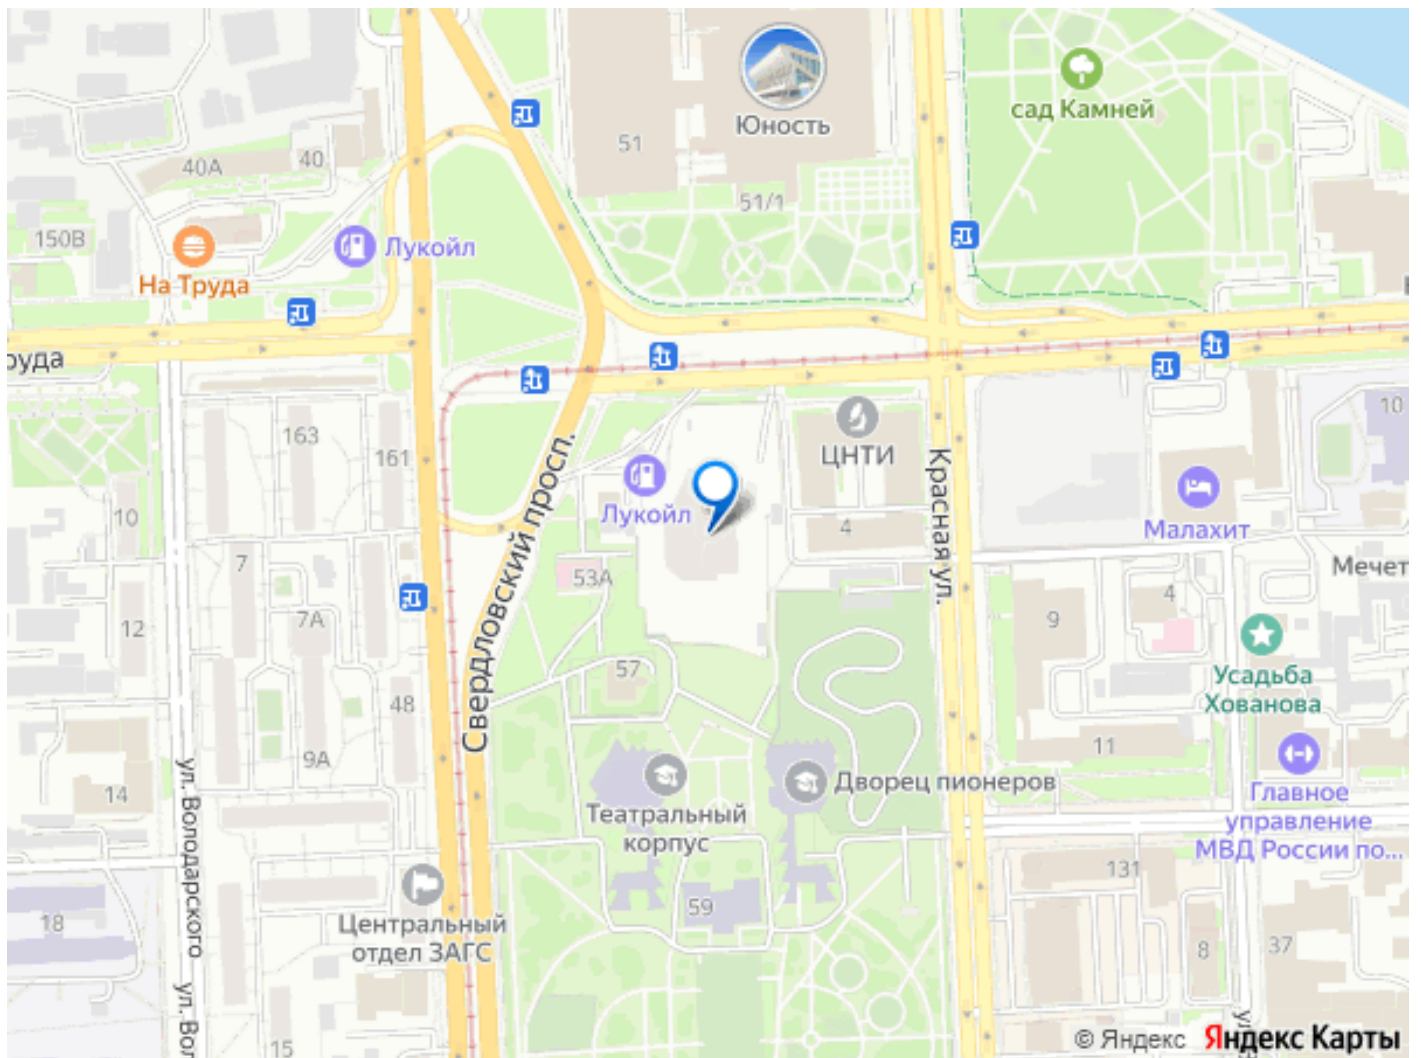 Юность
сад Камней
51
51/1
40А
40
150В
Лукойл
На Труда
руда
163
161
ЦНТИ
10
Лукойл
Малахит
10
4
7
53А
Мечет
7А
12
9
4
57
48
Усадьба
Хованова
Свердловский просп.
Красная ул.
11
9А
Дворец пионеров
14
Театральный
корпус
Главное
управление
МВД России по...
ул. Володарского
131
59
18
Центральный
отдел ЗАГС
8
37
ул. Вол
15
© Яндекс Яндекс Карты